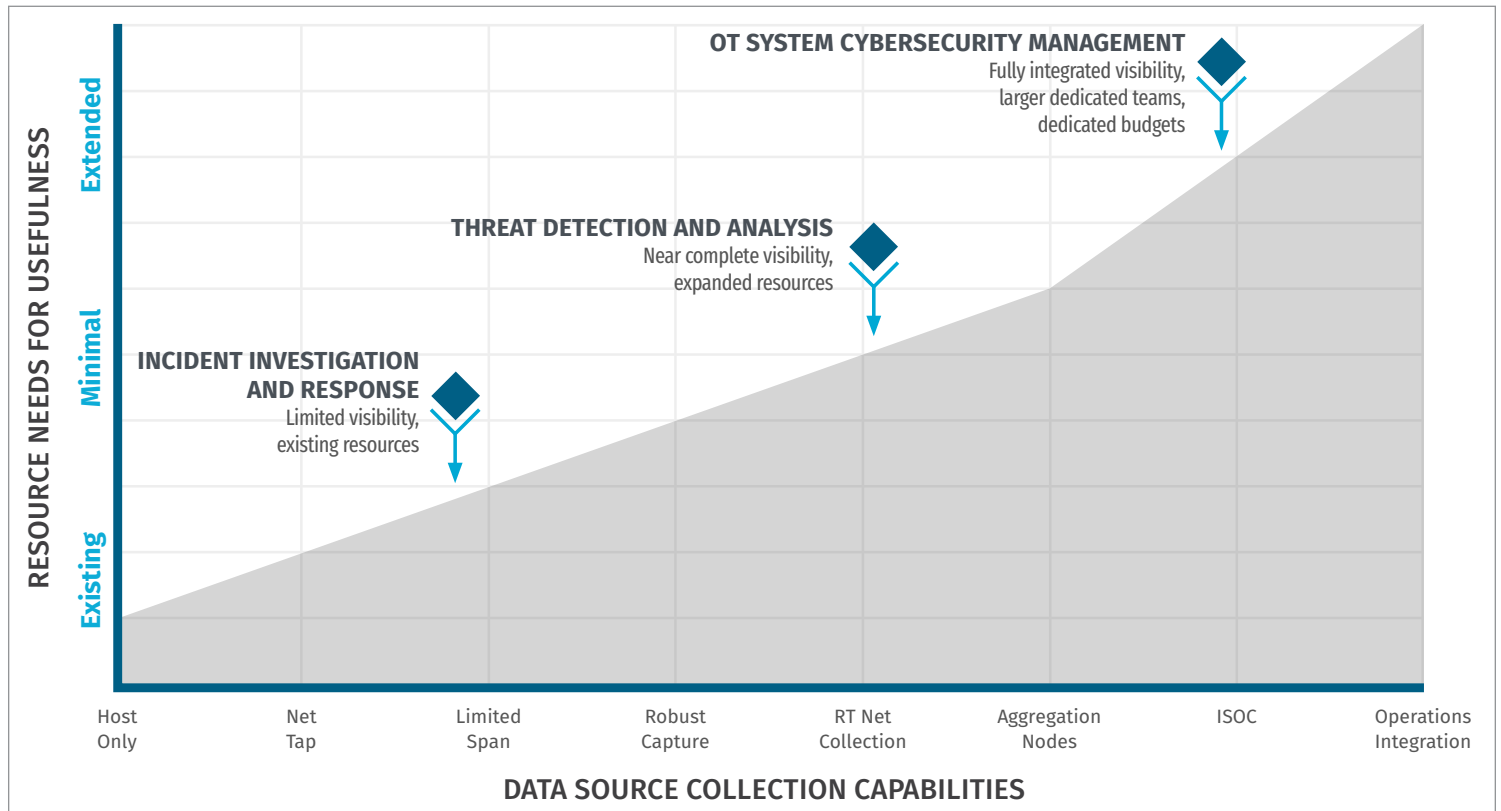 OT SYSTEM CYBERSECURITY MANAGEMENT
Fully integrated visibility,
larger dedicated teams,
dedicated budgets
THREAT DETECTION AND ANALYSIS
Near complete visibility,
expanded resources
INCIDENT INVESTIGATION
AND RESPONSE
Limited visibility,
existing resources
RESOURCE NEEDS FOR USEFULNESS
Extended
Minimal
Existing
Host
Only
Net
Tap
Limited
Span
Robust
Capture
RT Net
Collection
Aggregation
Nodes
ISOC
Operations
Integration
DATA SOURCE COLLECTION CAPABILITIES